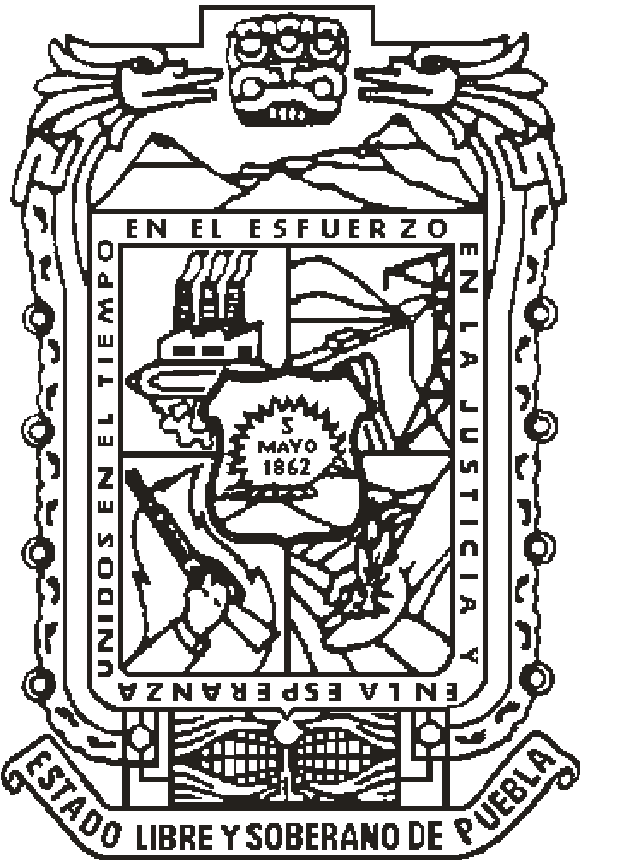 UNIDOS EN EL TIEMPO
EN EL ESFUERZO
EN LA JUSTICIA Y
EN LA ESPERANZA
5
MAYO
1862
ESTADO LIBRE Y SOBERANO DE PUEBLA